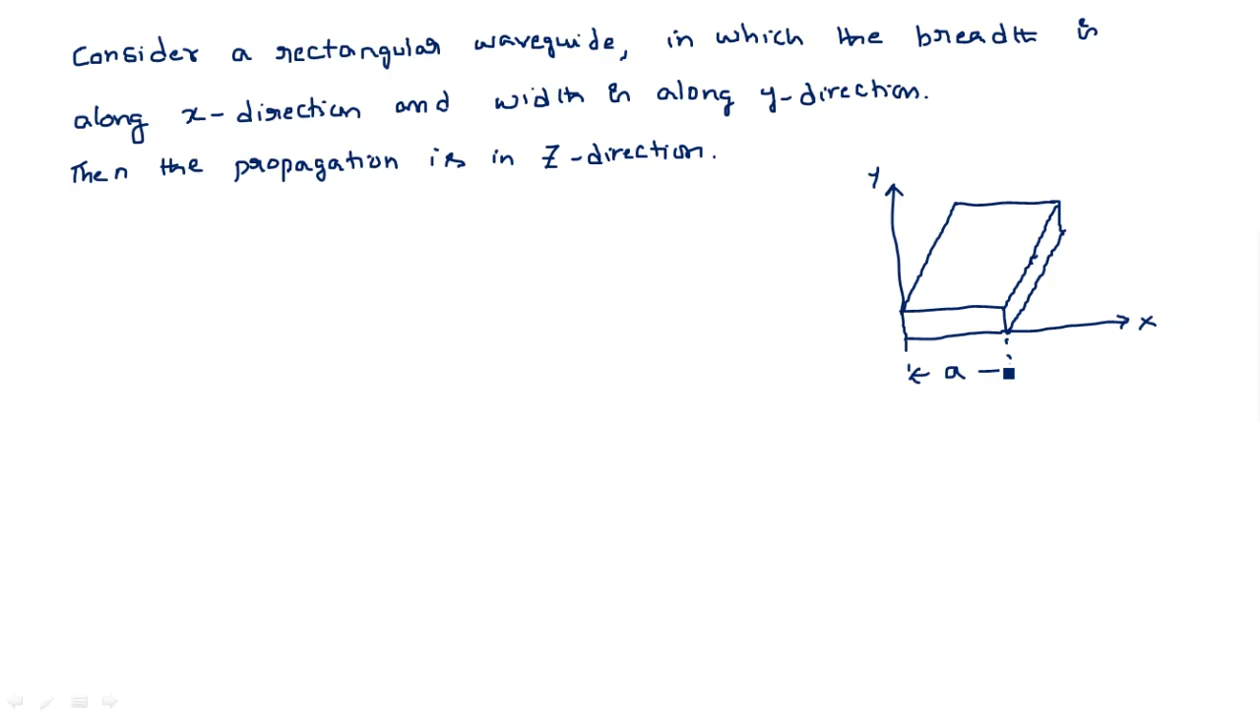 Consider a rectangular waveguide, in which the breadth is
along x-direction and width is along y-direction.
Then the propagation is in Z-direction.
y
x
a